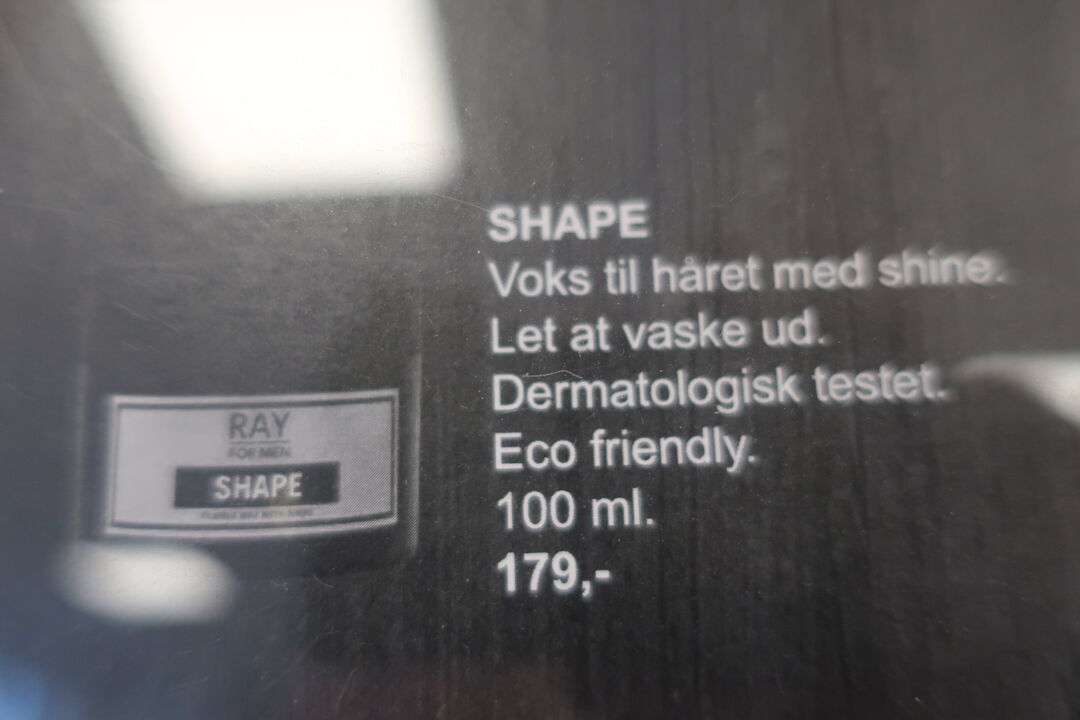 SHAPE
Voks til håret med shine.
Let at vaske ud.
Dermatologisk testet.
Eco friendly.
100 ml.
179,-
RAY
FOR MEN
SHAPE